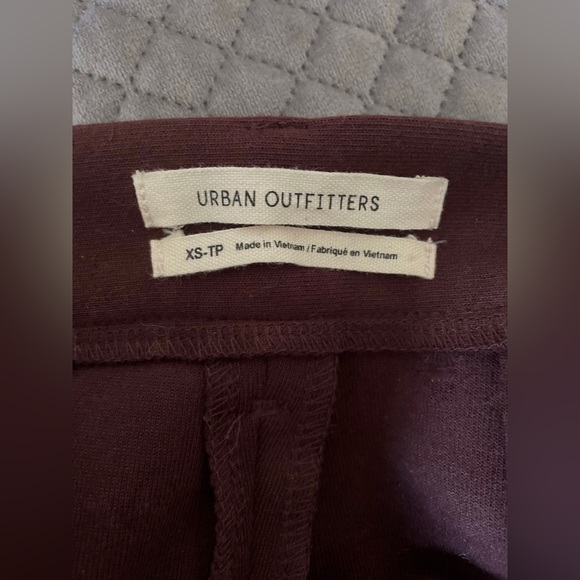 URBAN OUTFITTERS
XS-TP Made in Vietnam / Fabriqué en Vietnam